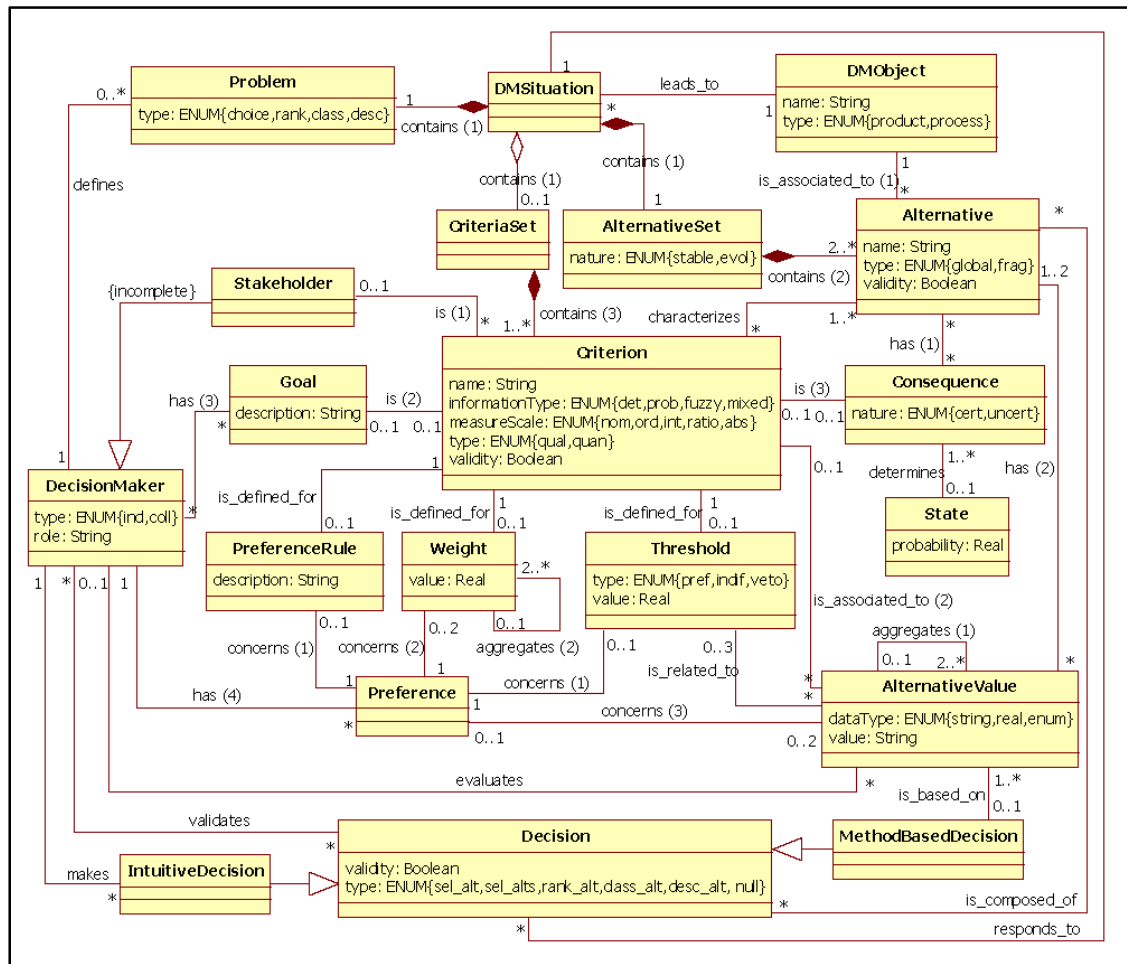 Problem
type: ENUM{choice,rank,class,desc}
DMSituation
DMObject
name: String
type: ENUM{product,process}
0..*
1
contains (1)
1
*
leads_to
1
defines
contains (1)
0..1
contains (1)
1
1
is_associated_to (1)
*
CriteriaSet
AlternativeSet
nature: ENUM{stable,evol}
Alternative
name: String
type: ENUM{global,frag}
validity: Boolean
*
2..*
contains (2)
1..2
{incomplete}
Stakeholder
0..1
is (1)
*
1..*
contains (3)
characterizes
*
1..*
*
has (1)
*
Criterion
name: String
informationType: ENUM{det,prob,fuzzy,mixed}
measureScale: ENUM{nom,ord,int,ratio,abs}
type: ENUM{qual,quan}
validity: Boolean
Goal
description: String
has (3)
*
is (2)
0..1
0..1
is (3)
0..1
0..1
Consequence
nature: ENUM{cert,uncert}
1
DecisionMaker
type: ENUM{ind,coll}
role: String
*
1
is_defined_for
0..1
1
is_defined_for
0..1
1
is_defined_for
0..1
0..1
determines
1..*
0..1
has (2)
State
probability: Real
PreferenceRule
description: String
Weight
value: Real
2..*
0..1
aggregates (2)
Threshold
type: ENUM{pref,indif,veto}
value: Real
1
*
0..1
1
0..1
concerns (1)
1
0..2
concerns (2)
1
0..1
concerns (1)
1
0..3
is_related_to
*
is_associated_to (2)
*
aggregates (1)
0..1
2..*
*
Preference
has (4)
*
concerns (3)
0..1
0..2
AlternativeValue
dataType: ENUM{string,real,enum}
value: String
evaluates
*
is_based_on
1..*
0..1
validates
*
Decision
validity: Boolean
type: ENUM{sel_alt,sel_alts,rank_alt,class_alt,desc_alt, null}
MethodBasedDecision
makes
*
IntuitiveDecision
is_composed_of
*
*
responds_to